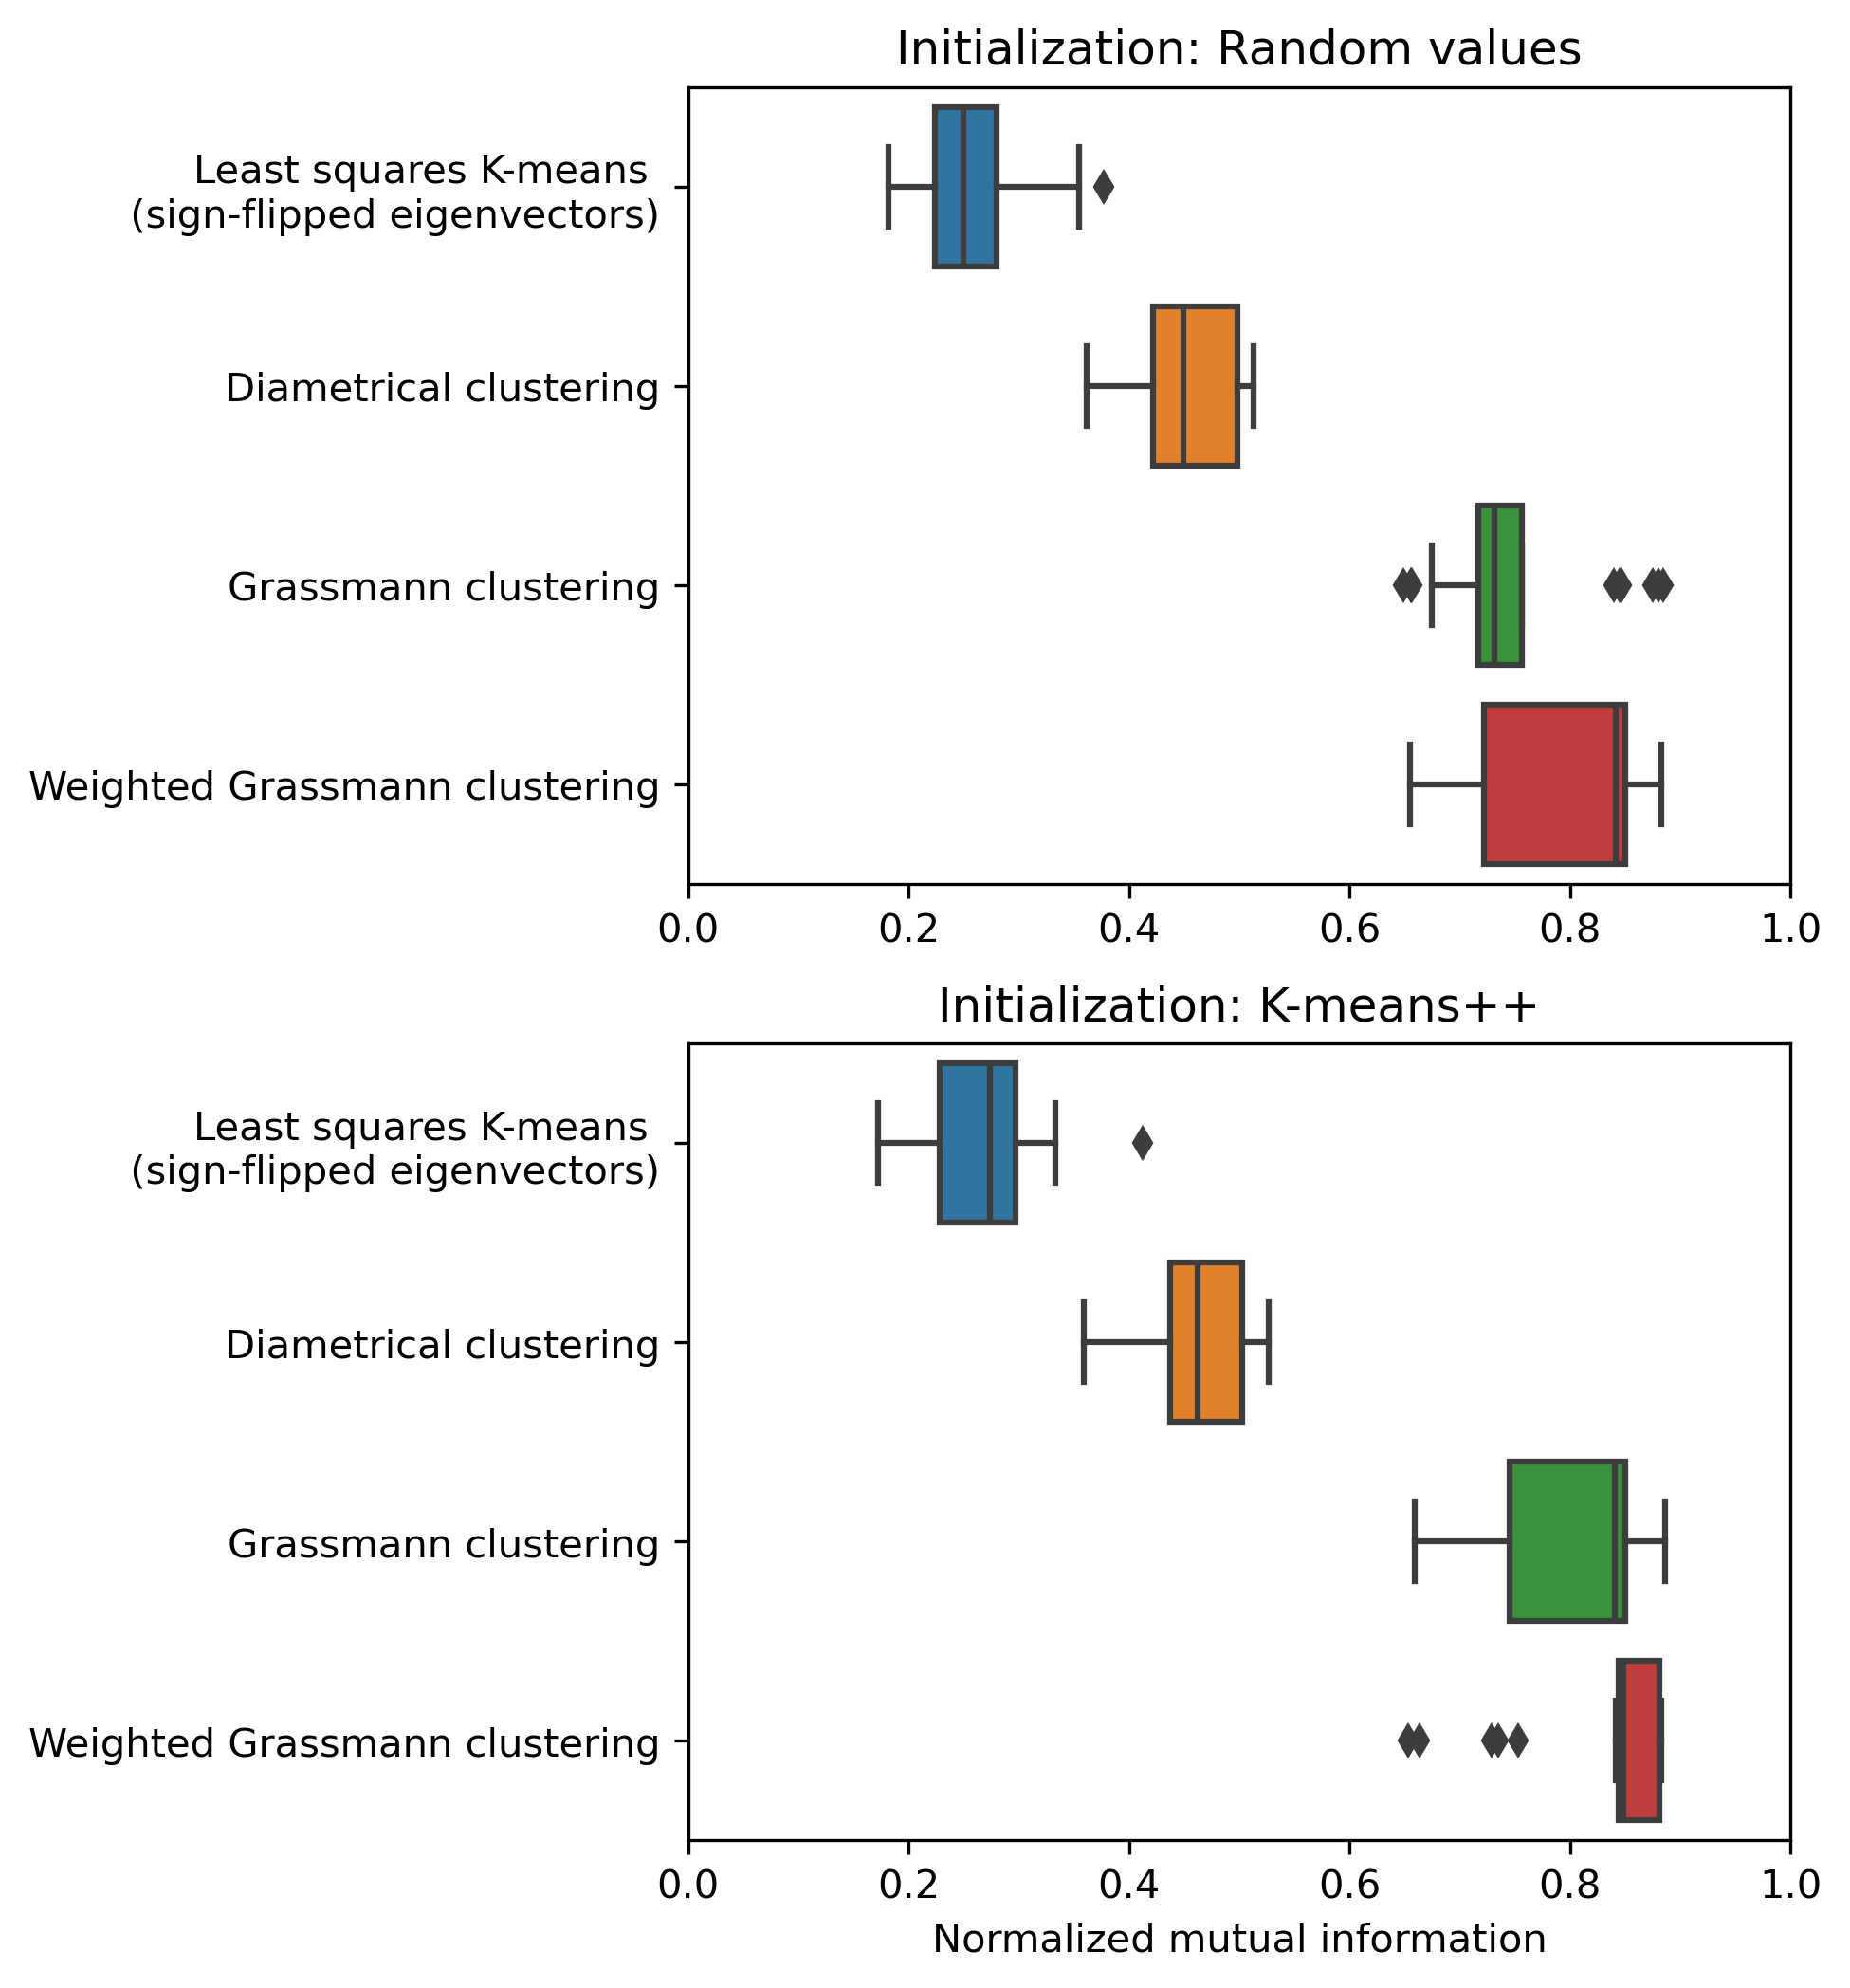 Initialization: Random values
Least squares K-means
(sign-flipped eigenvectors)
Diametrical clustering
Grassmann clustering
Weighted Grassmann clustering
0.0 0.2 0.4 0.6 0.8 1.0
Initialization: K-means++
Least squares K-means
(sign-flipped eigenvectors)
Diametrical clustering
Grassmann clustering
Weighted Grassmann clustering
0.0 0.2 0.4 0.6 0.8 1.0
Normalized mutual information